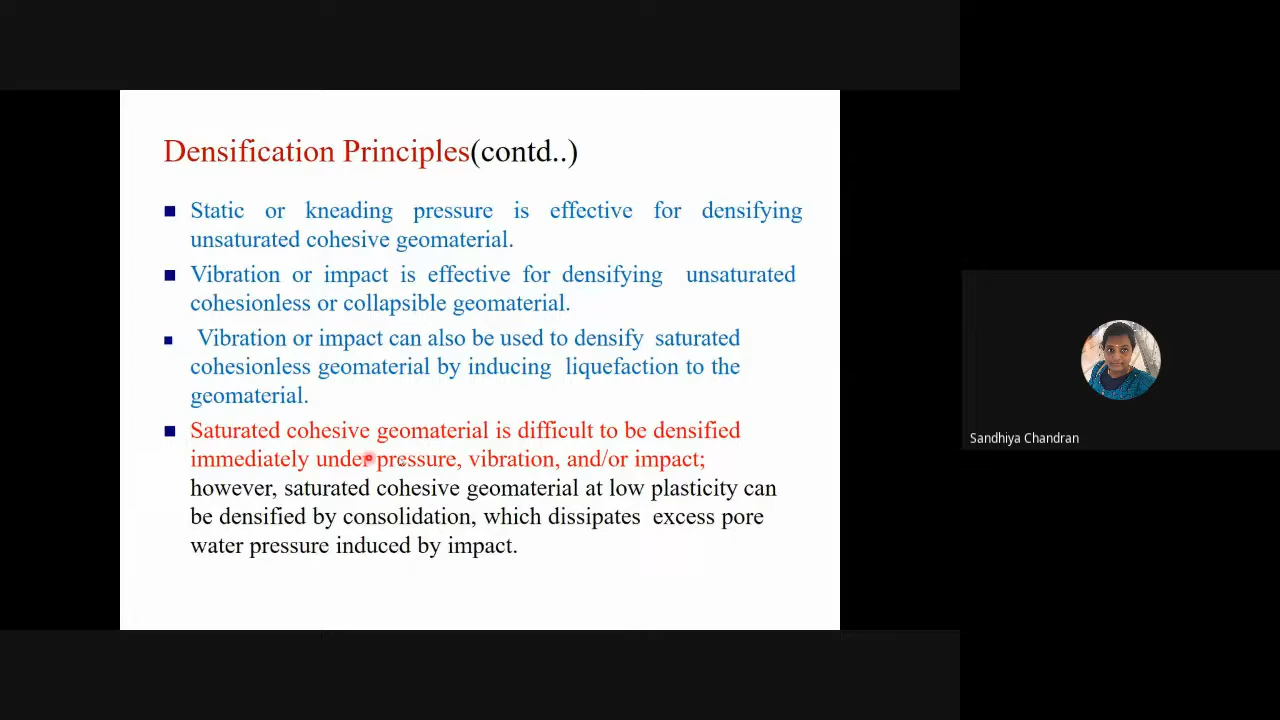 Densification Principles(contd..)
Static or kneading pressure is effective for densifying
unsaturated cohesive geomaterial.
Vibration or impact is effective for densifying unsaturated
cohesionless or collapsible geomaterial.
Vibration or impact can also be used to densify saturated
cohesionless geomaterial by inducing liquefaction to the
geomaterial.
Saturated cohesive geomaterial is difficult to be densified
immediately under pressure, vibration, and/or impact;
however, saturated cohesive geomaterial at low plasticity can
be densified by consolidation, which dissipates excess pore
water pressure induced by impact.
Sandhiya Chandran